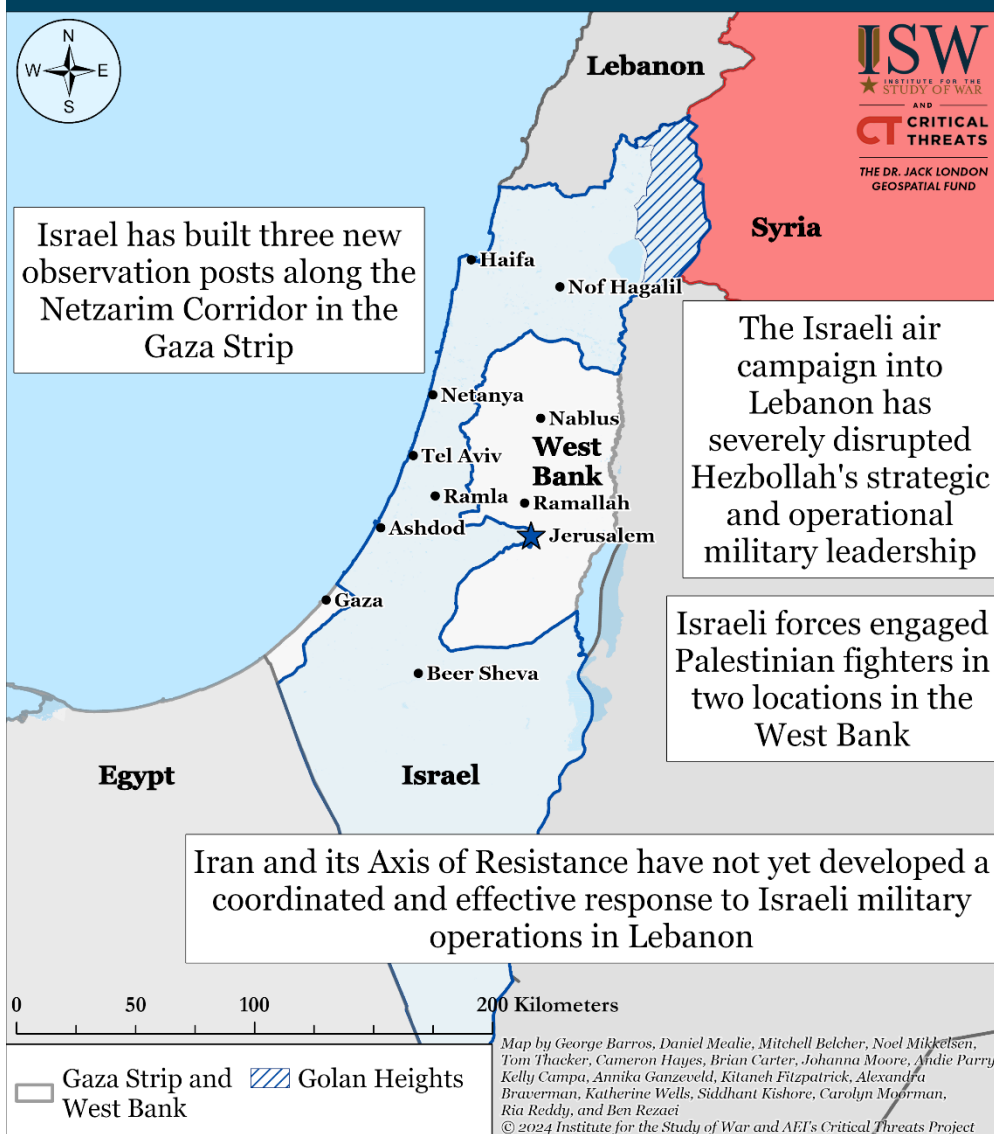 N
W
E
S
ISW
INSTITUTE FOR THE
STUDY OF WAR
AND
CT CRITICAL
THREATS
THE DR. JACK LONDON
GEOSPATIAL FUND
Lebanon
Syria
Israel has built three new
observation posts along the
Netzarim Corridor in the
Gaza Strip
Haifa
Nof Hagalil
The Israeli air
campaign into
Lebanon has
severely disrupted
Hezbollah's strategic
and operational
military leadership
Netanya
Nablus
West
Bank
Tel Aviv
Ramla
Ramallah
Ashdod
Jerusalem
Gaza
Israeli forces engaged
Palestinian fighters in
two locations in the
West Bank
Beer Sheva
Egypt
Israel
Iran and its Axis of Resistance have not yet developed a
coordinated and effective response to Israeli military
operations in Lebanon
0 50 100 200 Kilometers
Gaza Strip and
West Bank
Golan Heights
Map by George Barros, Daniel Mealie, Mitchell Belcher, Noel Mikkelsen,
Tom Thacker, Cameron Hayes, Brian Carter, Johanna Moore, Andie Parry,
Kelly Campa, Annika Ganzeveld, Kitaneh Fitzpatrick, Alexandra
Braverman, Katherine Wells, Siddhant Kishore, Carolyn Moorman,
Ria Reddy, and Ben Rezaei
© 2024 Institute for the Study of War and AEI's Critical Threats Project